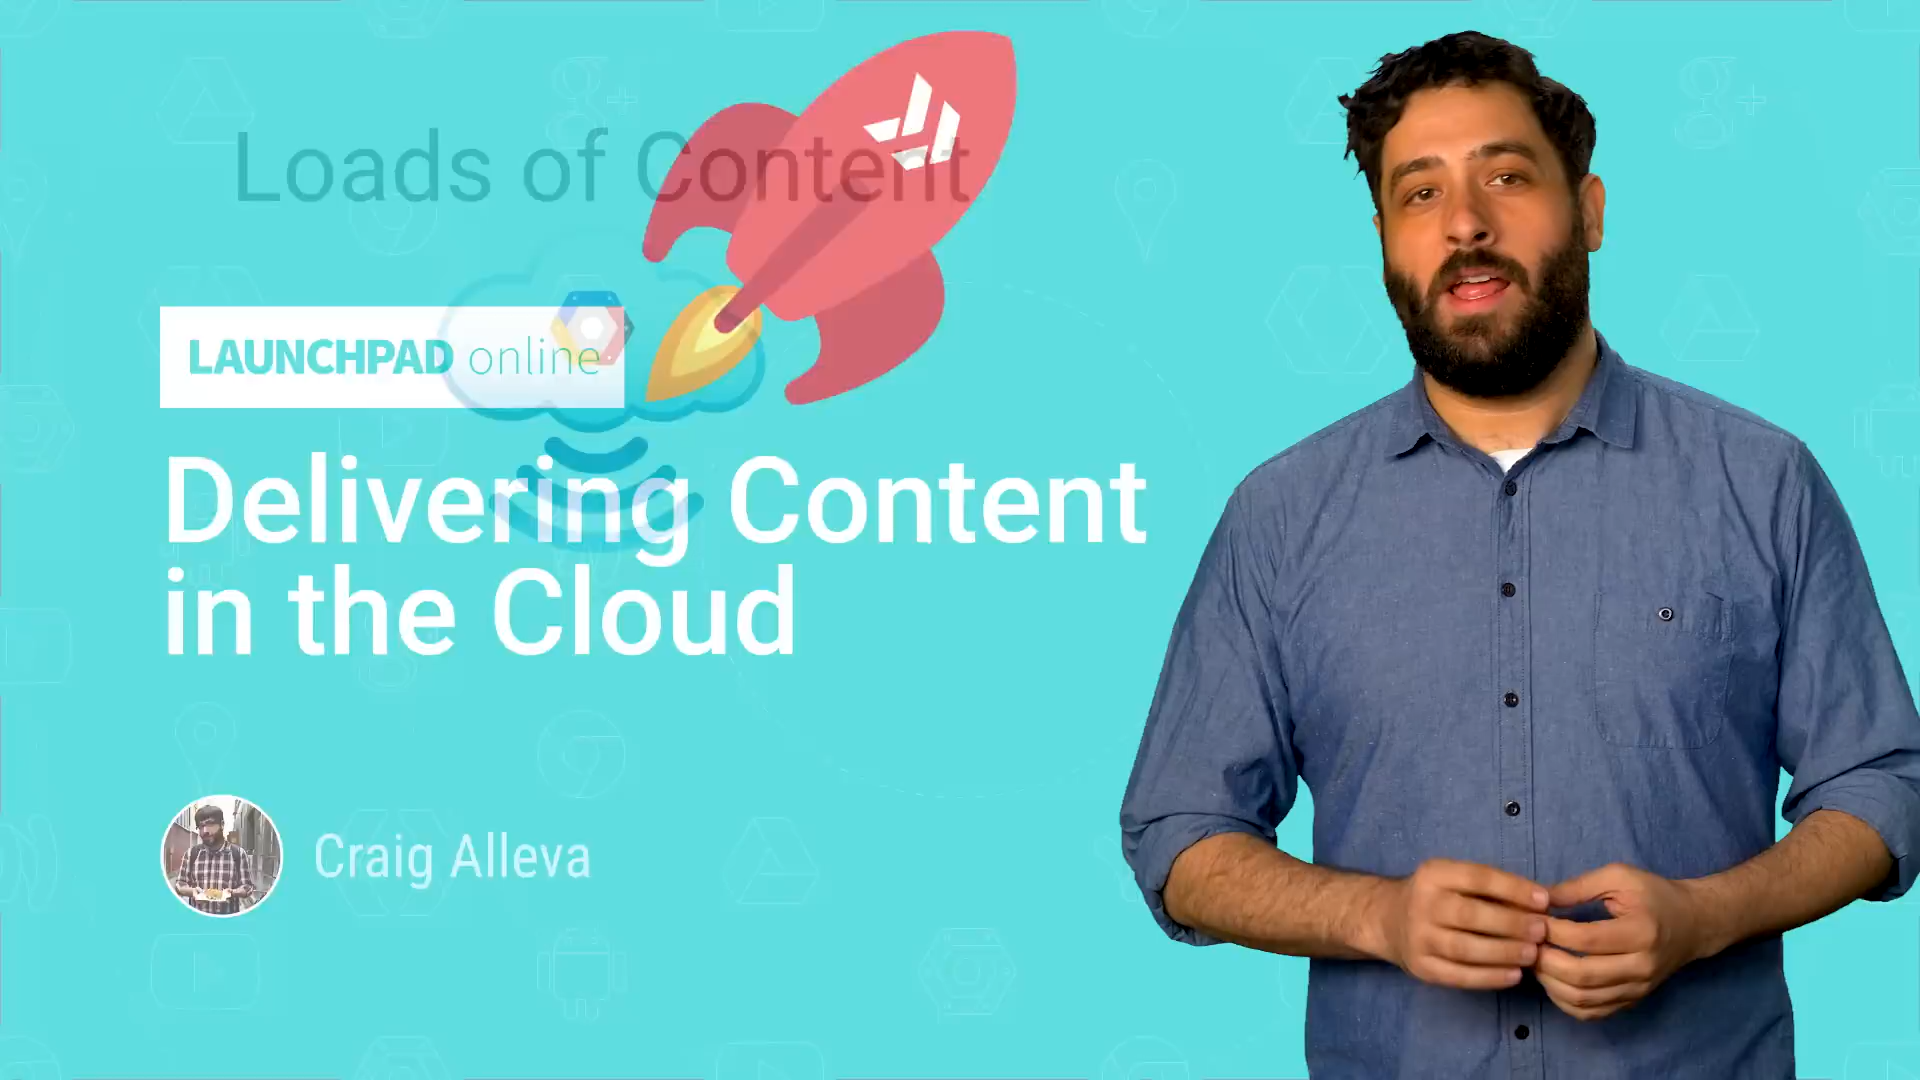 Loads of Content
LAUNCHPAD online
Delivering Content
in the Cloud
Craig Alleva